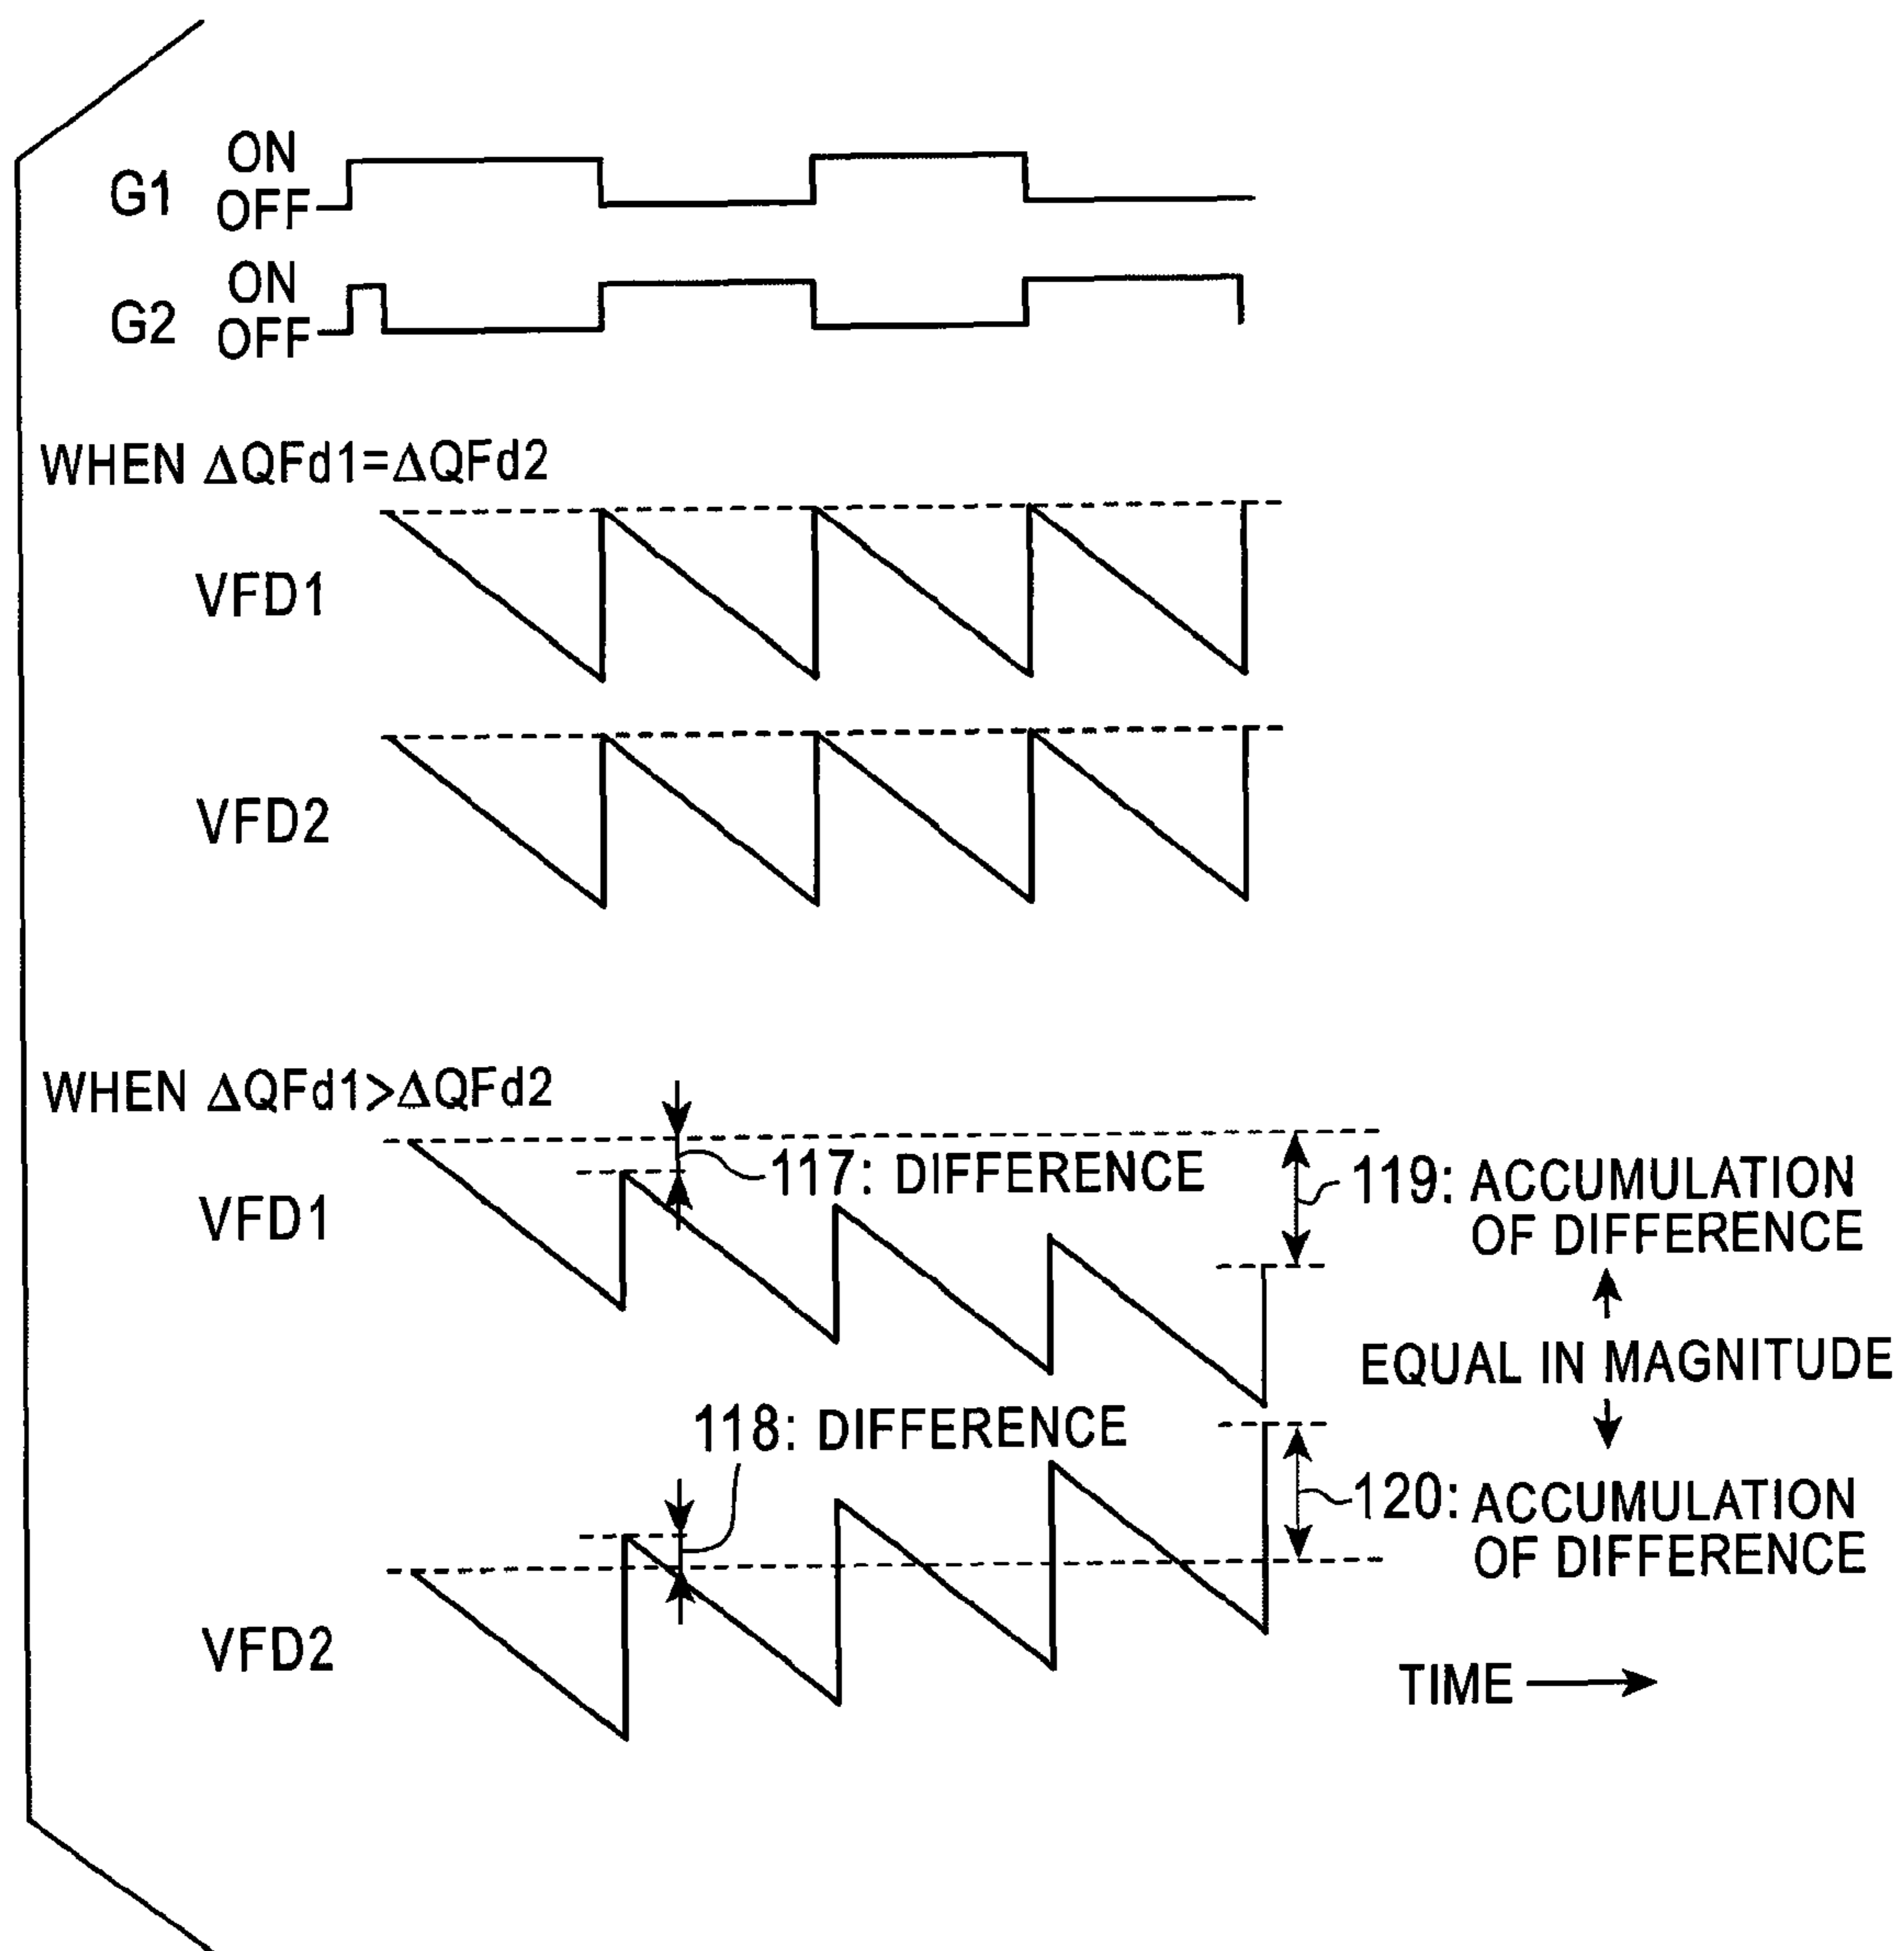 G1 ON
OFF
G2 ON
OFF
WHEN ΔQFd1=ΔQFd2
VFD1
VFD2
WHEN ΔQFd1>ΔQFd2
VFD1
117: DIFFERENCE
119: ACCUMULATION
OF DIFFERENCE
EQUAL IN MAGNITUDE
118: DIFFERENCE
120: ACCUMULATION
OF DIFFERENCE
VFD2
TIME